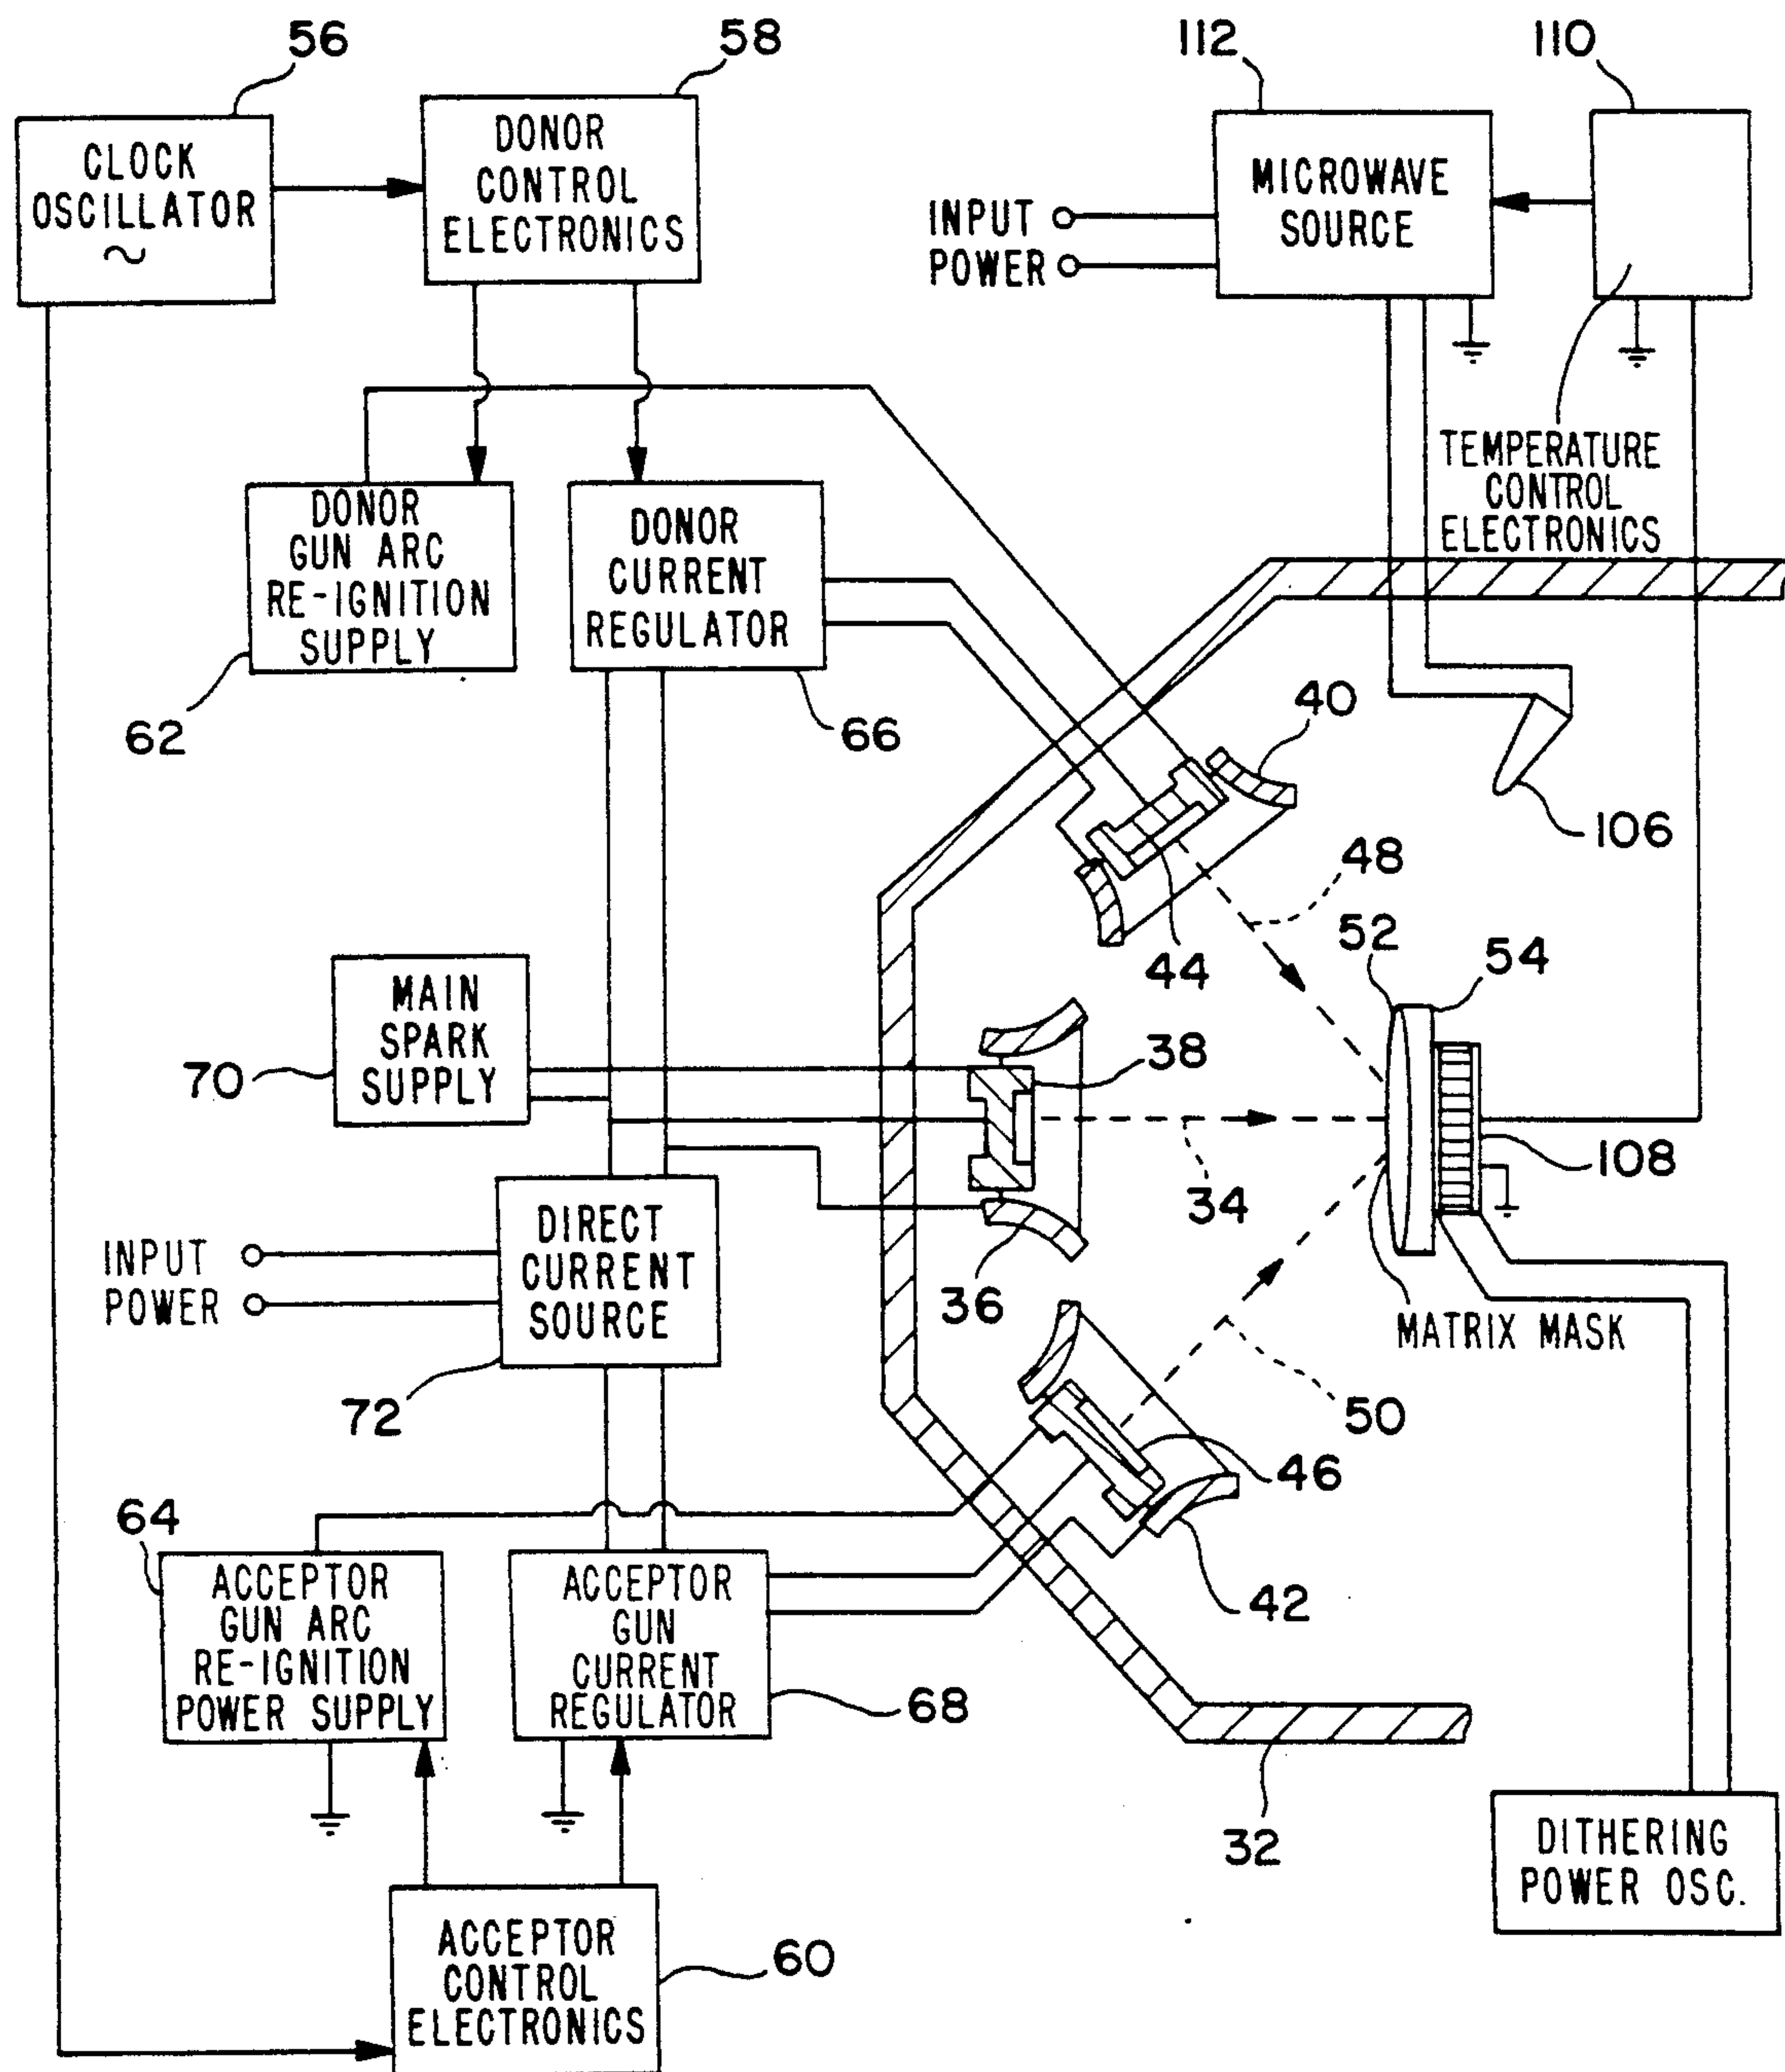 56
58
112
110
CLOCK
OSCILLATOR
~
DONOR
CONTROL
ELECTRONICS
INPUT
POWER
MICROWAVE
SOURCE
TEMPERATURE
CONTROL
ELECTRONICS
DONOR
GUN ARC
RE-IGNITION
SUPPLY
DONOR
CURRENT
REGULATOR
62
66
40
106
48
44
52
54
MAIN
SPARK
SUPPLY
70
38
34
108
36
MATRIX MASK
INPUT
POWER
DIRECT
CURRENT
SOURCE
72
50
46
42
64
ACCEPTOR
GUN ARC
RE-IGNITION
POWER SUPPLY
ACCEPTOR
GUN
CURRENT
REGULATOR
68
32
DITHERING
POWER OSC.
ACCEPTOR
CONTROL
ELECTRONICS
60